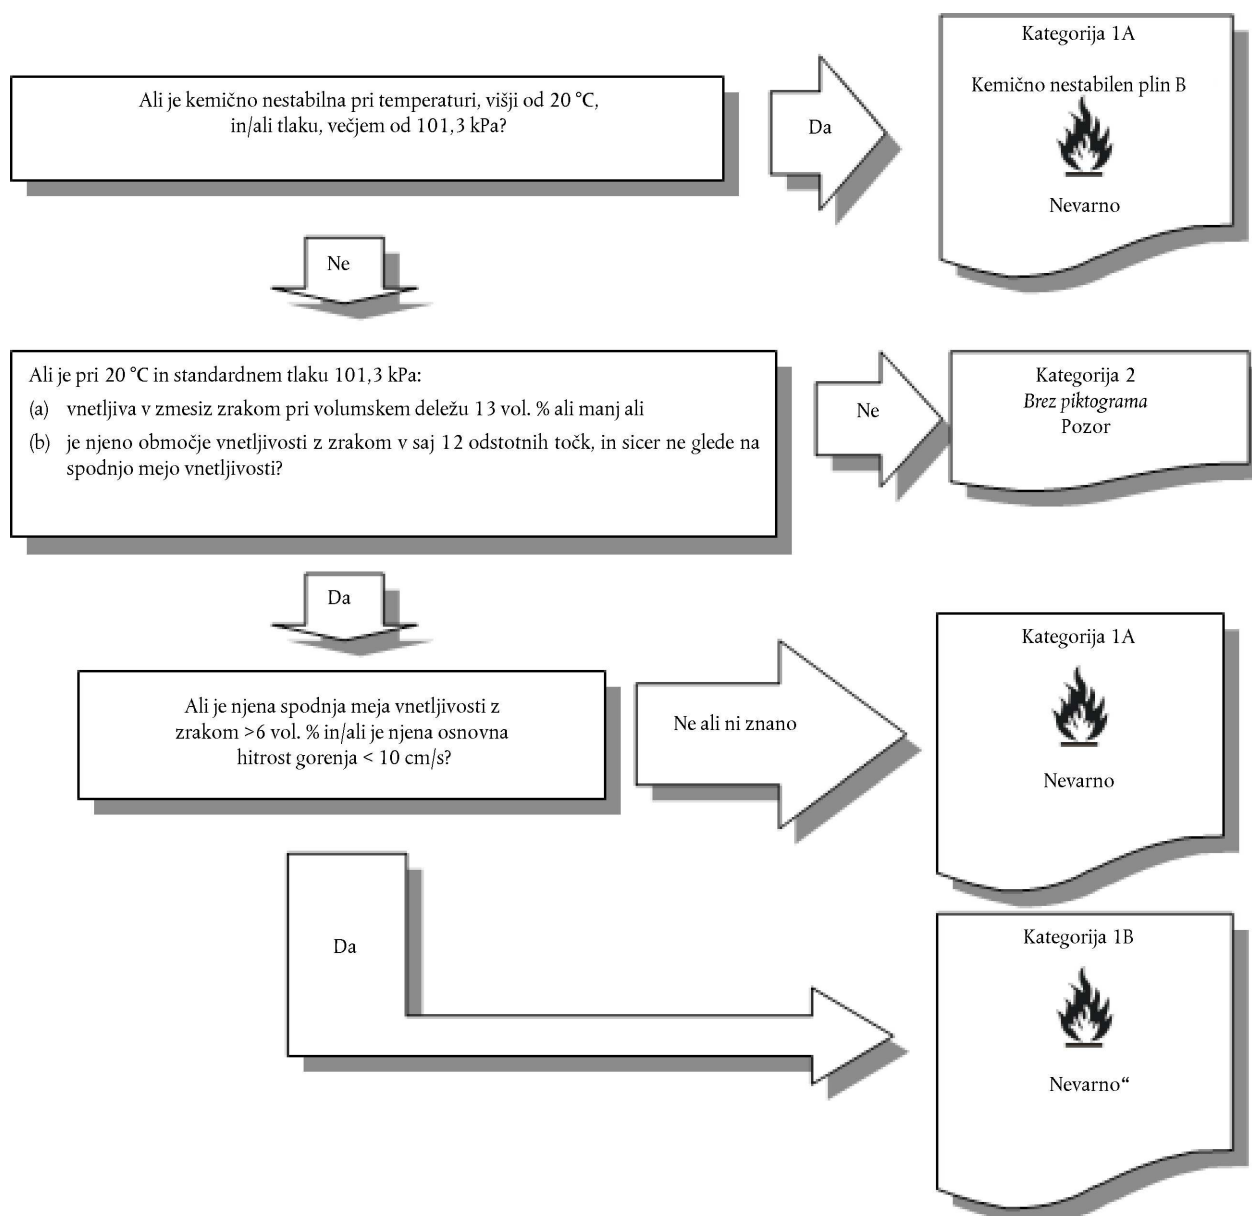 Kategorija 1A
Kemično nestabilen plin B
Nevarno
Ali je kemično nestabilna pri temperaturi, višji od 20 °C,
in/ali tlaku, večjem od 101,3 kPa?
Da
Ne
Ali je pri 20 °C in standardnem tlaku 101,3 kPa:
(a) vnetljiva v zmesiz zrakom pri volumskem deležu 13 vol. % ali manj ali
(b) je njeno območje vnetljivosti z zrakom v saj 12 odstotnih točk, in sicer ne glede na
spodnjo mejo vnetljivosti?
Ne
Kategorija 2
Brez piktograma
Pozor
Da
Ali je njena spodnja meja vnetljivosti z
zrakom >6 vol. % in/ali je njena osnovna
hitrost gorenja < 10 cm/s?
Ne ali ni znano
Kategorija 1A
Nevarno
Da
Kategorija 1B
Nevarno“